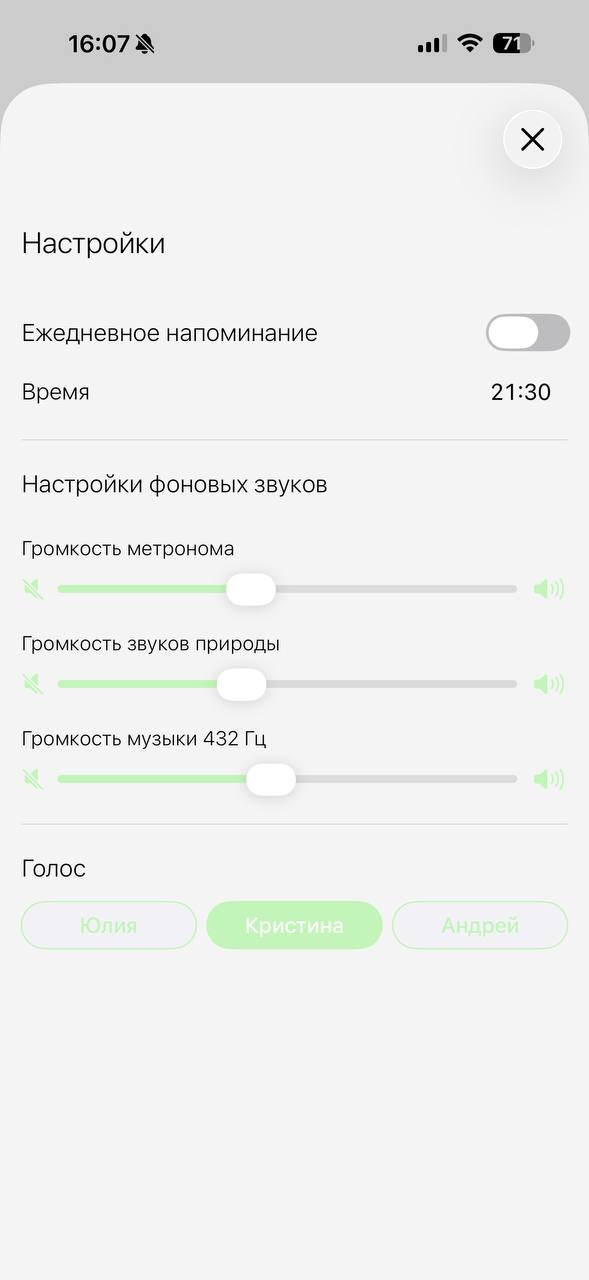 16:07
71
Настройки
Ежедневное напоминание
Время 21:30
Настройки фоновых звуков
Громкость метронома
Громкость звуков природы
Громкость музыки 432 Гц
Голос
Юлия Кристина Андрей